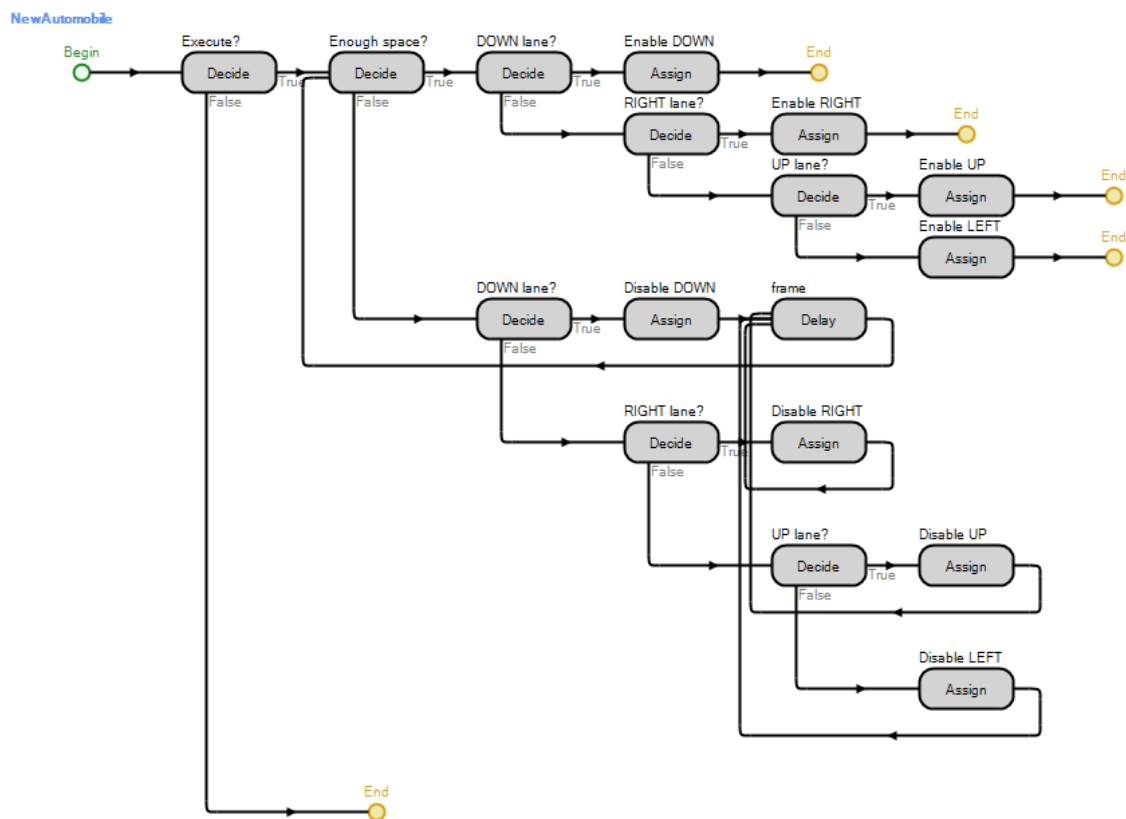 NewAutomobile
Begin
Execute?
Decide
True
False
Enough space?
Decide
True
False
DOWN lane?
Decide
True
False
Enable DOWN
Assign
End
RIGHT lane?
Decide
True
False
Enable RIGHT
Assign
End
UP lane?
Decide
True
False
Enable UP
Assign
End
Enable LEFT
Assign
End
DOWN lane?
Decide
True
False
Disable DOWN
Assign
frame
Delay
RIGHT lane?
Decide
True
False
Disable RIGHT
Assign
UP lane?
Decide
True
False
Disable UP
Assign
Disable LEFT
Assign
End